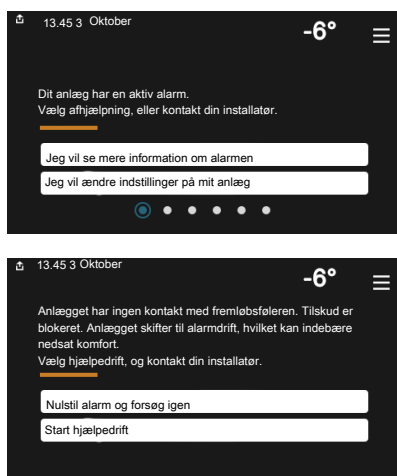 13.45 3 Oktober
-6°
Dit anlæg har en aktiv alarm.
Vælg afhjælpning, eller kontakt din installatør.
Jeg vil se mere information om alarmen
Jeg vil ændre indstillinger på mit anlæg
13.45 3 Oktober
-6°
Anlægget har ingen kontakt med fremløbsføleren. Tilskud er
blokeret. Anlægget skifter til alarmdrift, hvilket kan indebære
nedsat komfort.
Vælg hjælpedrift, og kontakt din installatør.
Nulstil alarm og forsøg igen
Start hjælpedrift